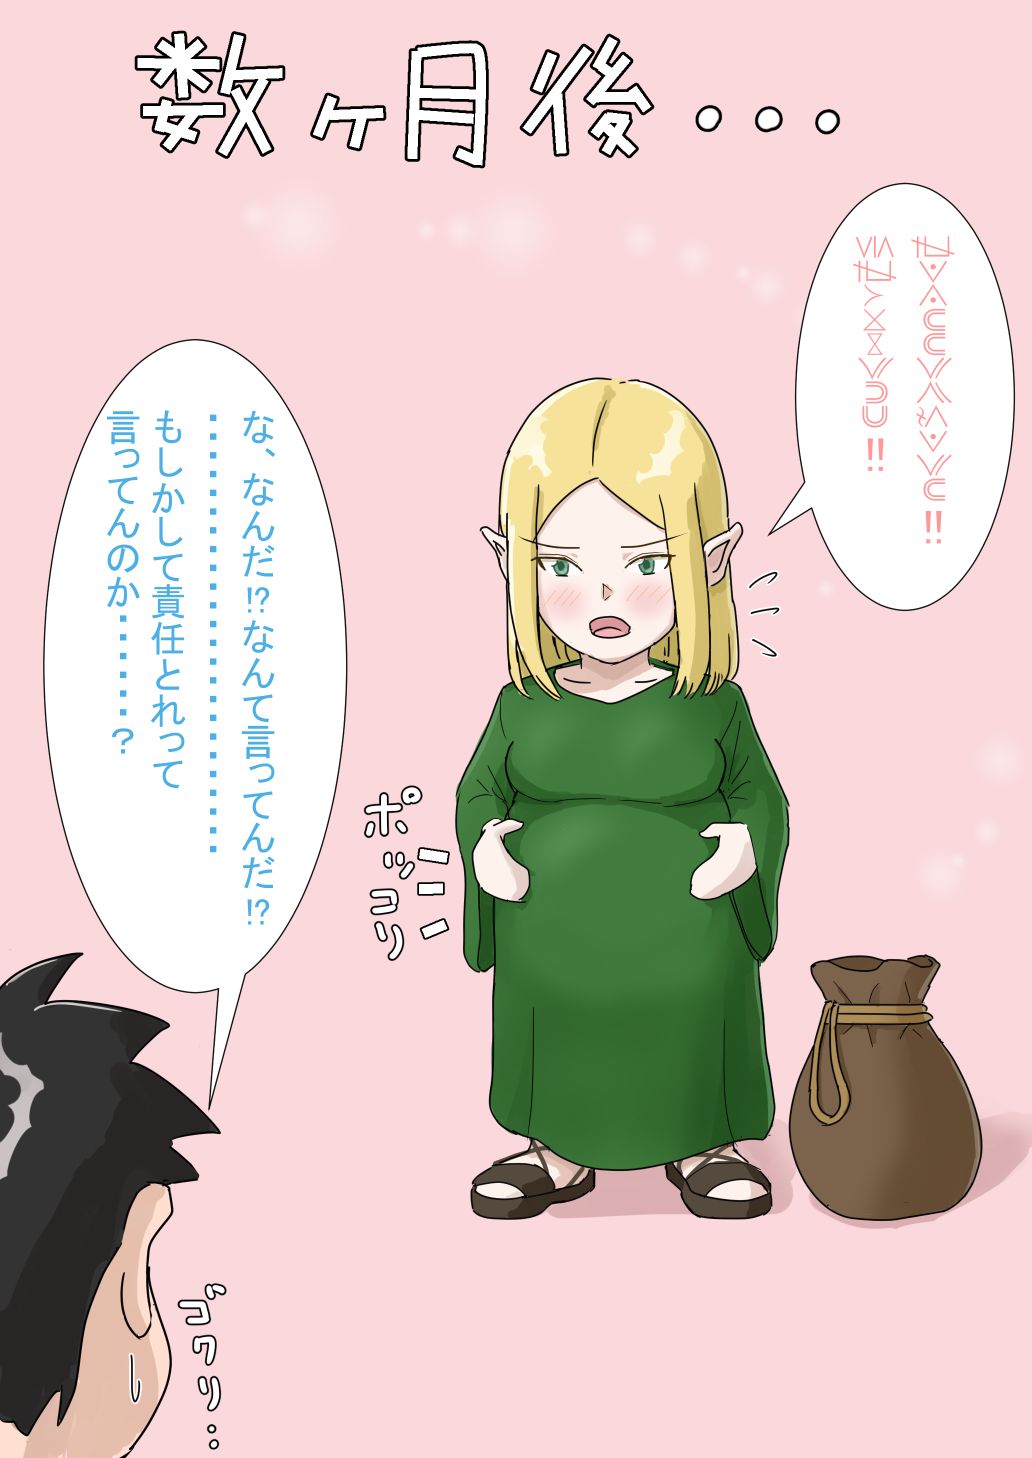 数ヶ月後...
な、なんだ!?なんて言ってんだ!?
もしかして責任とれって
言ってんのか・・・・・・?
ポッコリ
ゴクリ・・